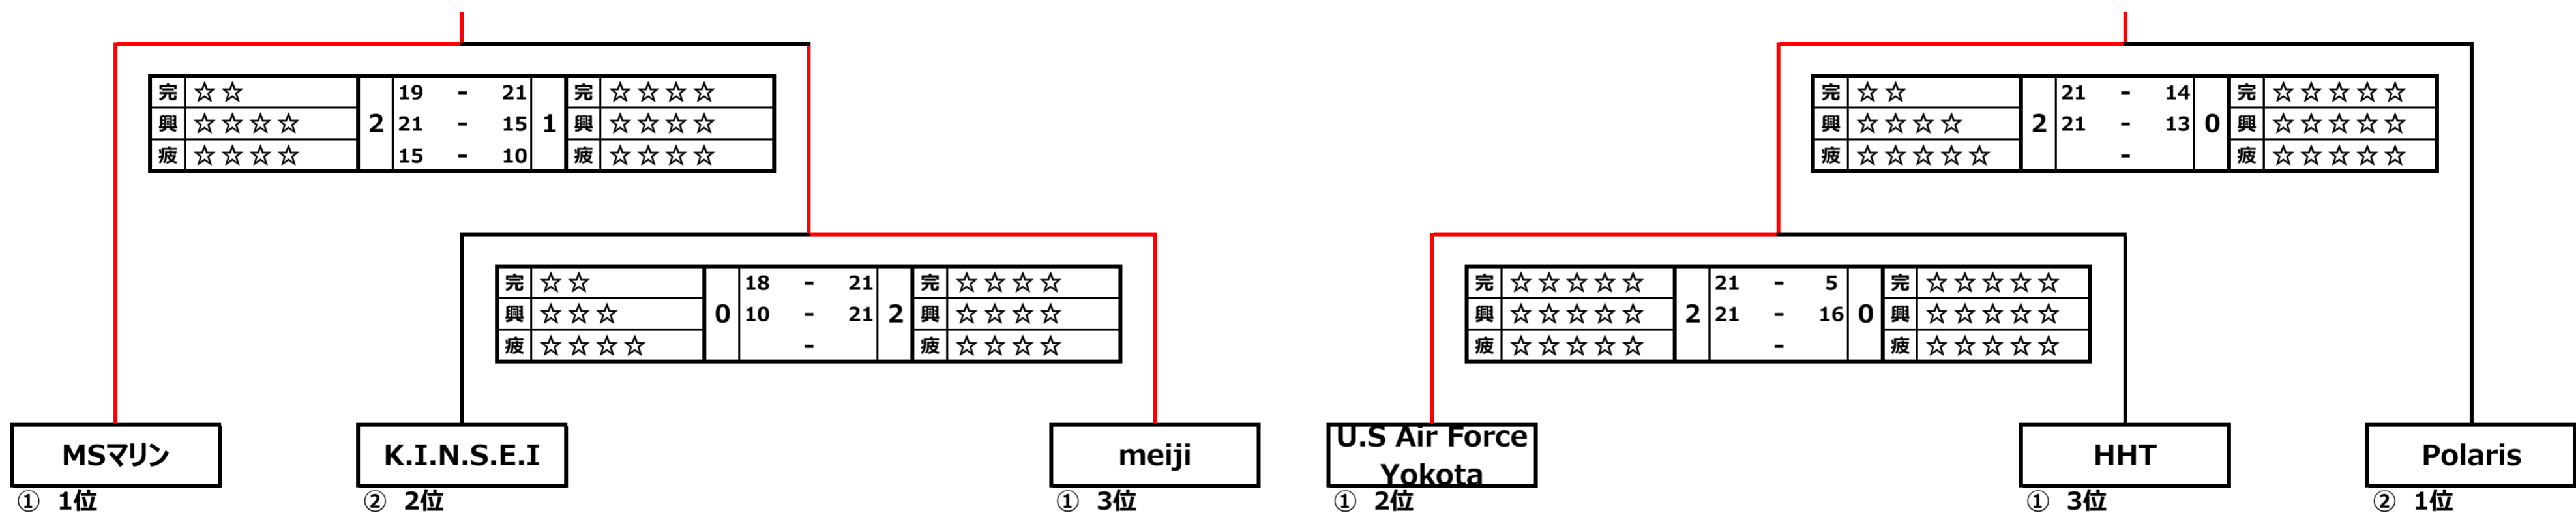 完 ☆☆ 2 19 - 21 1 完 ☆☆☆☆
興 ☆☆☆☆ 21 - 15 興 ☆☆☆☆
疲 ☆☆☆☆ 15 - 10 疲 ☆☆☆☆
完 ☆☆ 2 21 - 14 0 完 ☆☆☆☆☆
興 ☆☆☆☆ 21 - 13 興 ☆☆☆☆☆
疲 ☆☆☆☆☆ - 疲 ☆☆☆☆☆
完 ☆☆ 0 18 - 21 2 完 ☆☆☆☆
興 ☆☆☆ 10 - 21 興 ☆☆☆☆
疲 ☆☆☆☆ - 疲 ☆☆☆☆
完 ☆☆☆☆☆ 2 21 - 5 0 完 ☆☆☆☆☆
興 ☆☆☆☆☆ 21 - 16 興 ☆☆☆☆☆
疲 ☆☆☆☆☆ - 疲 ☆☆☆☆☆
MSマリン
① 1位
K.I.N.S.E.I
② 2位
meiji
① 3位
U.S Air Force
Yokota
① 2位
HHT
① 3位
Polaris
② 1位